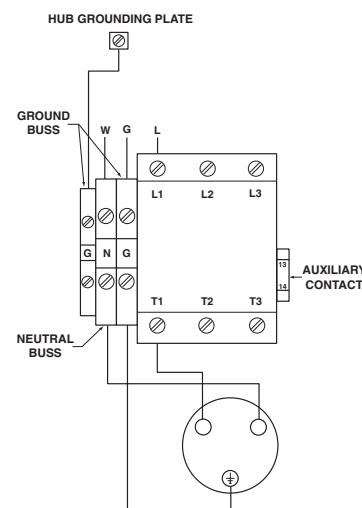 HUB GROUNDING PLATE
GROUND
BUSS
W G L
L1 L2 L3
G N G
13
14
AUXILIARY
CONTACT
T1 T2 T3
NEUTRAL
BUSS